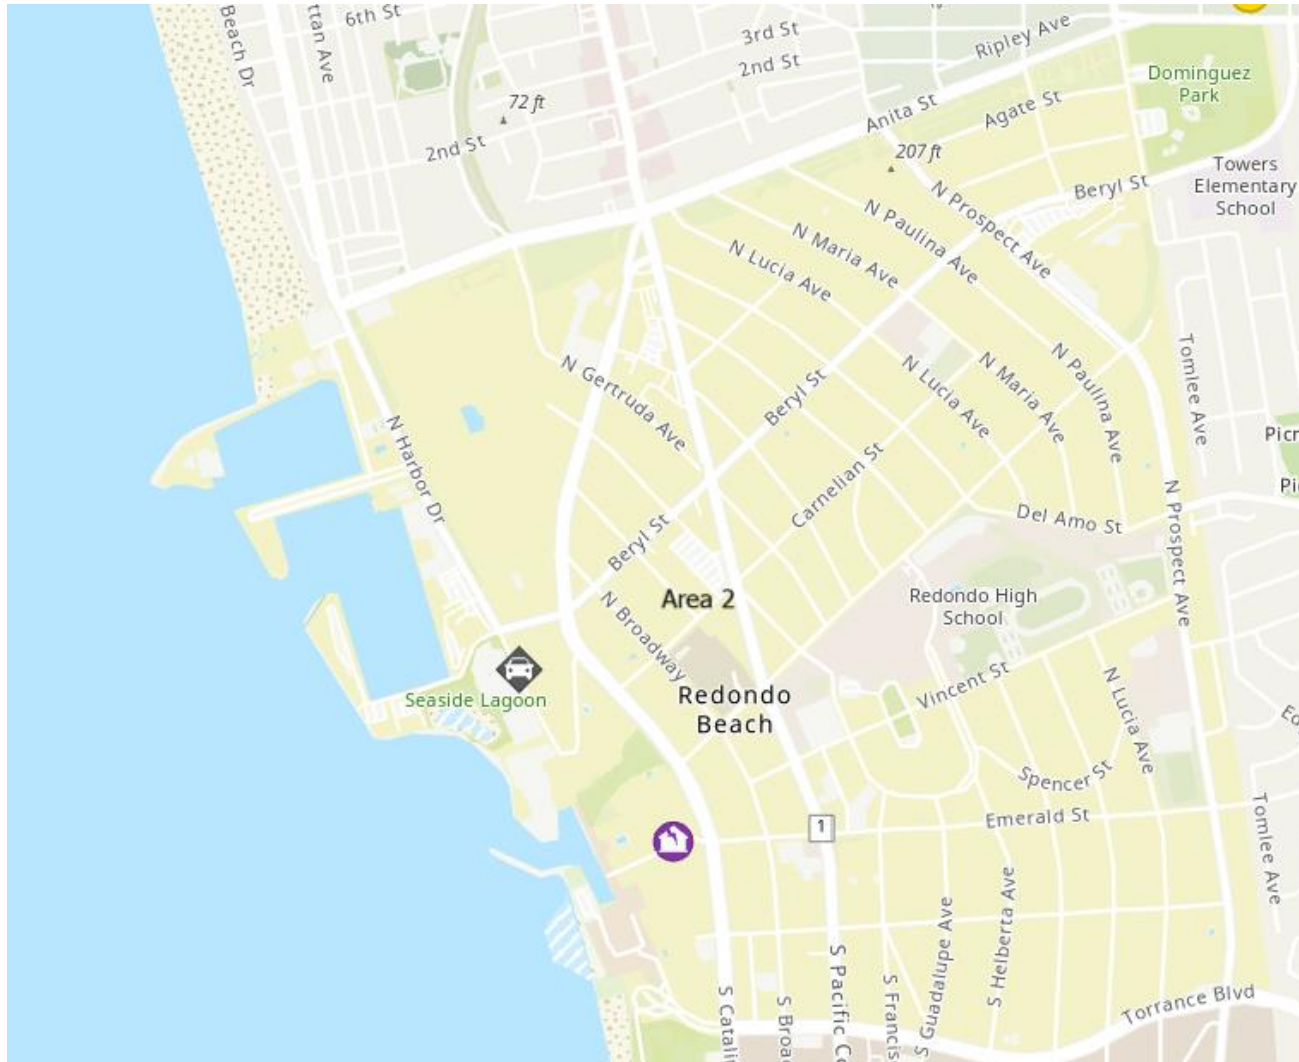 6th St
ttan Ave
Beach Dr
3rd St
Ripley Ave
2nd St
Dominguez
Park
72 ft
Agate St
Anita St
2nd St
207 ft
Towers
Elementary
School
Beryl St
N Prospect Ave
N Paulina Ave
N Maria Ave
N Lucia Ave
Tomlee Ave
N Paulina Ave
N Maria Ave
N Lucia Ave
N Gertruda Ave
Beryl St
N Harbor Dr
Picr
Carnelian St
Pi
N Prospect Ave
Del Amo St
Beryl St
Area 2
Redondo High
School
N Broadway
Vincent St
N Lucia Ave
Seaside Lagoon
Redondo
Beach
Spencer St
Emerald St
1
Tomlee Ave
S Helberta Ave
S Guadalupe Ave
S Francis
S Pacific C
S Broa
S Catali
Torrance Blvd